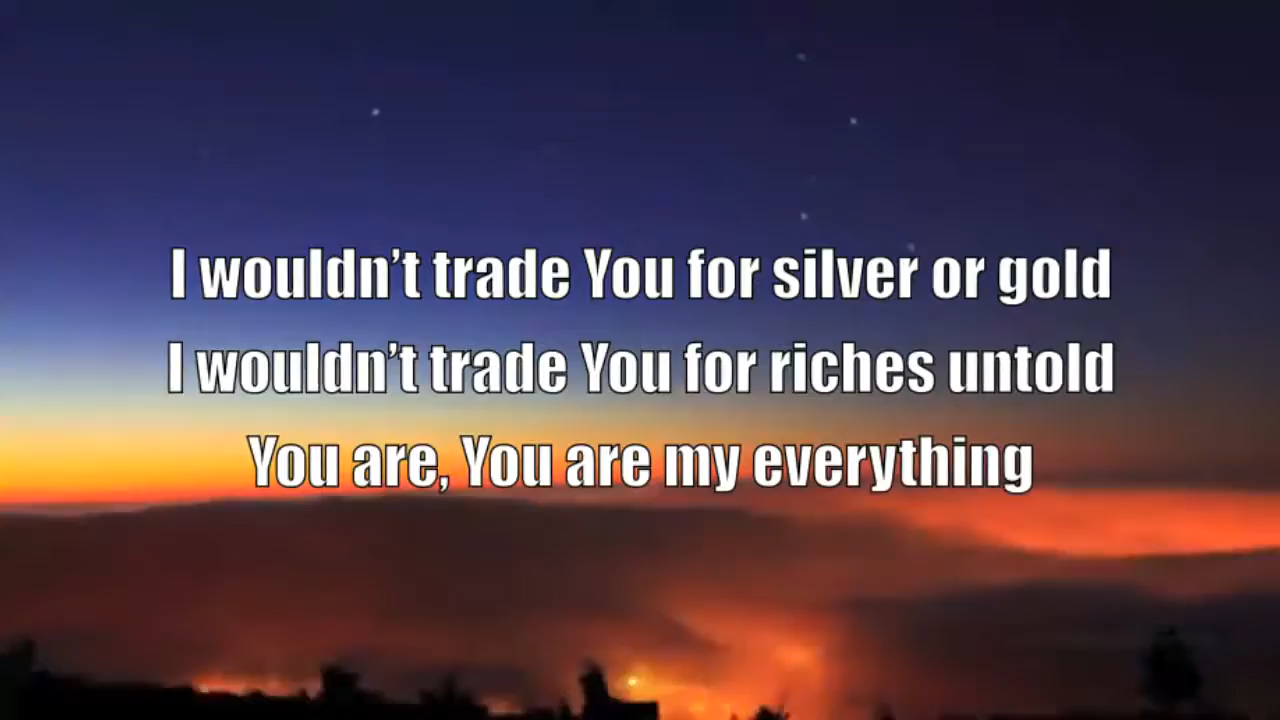 I wouldn’t trade You for silver or gold
I wouldn’t trade You for riches untold
You are, You are my everything